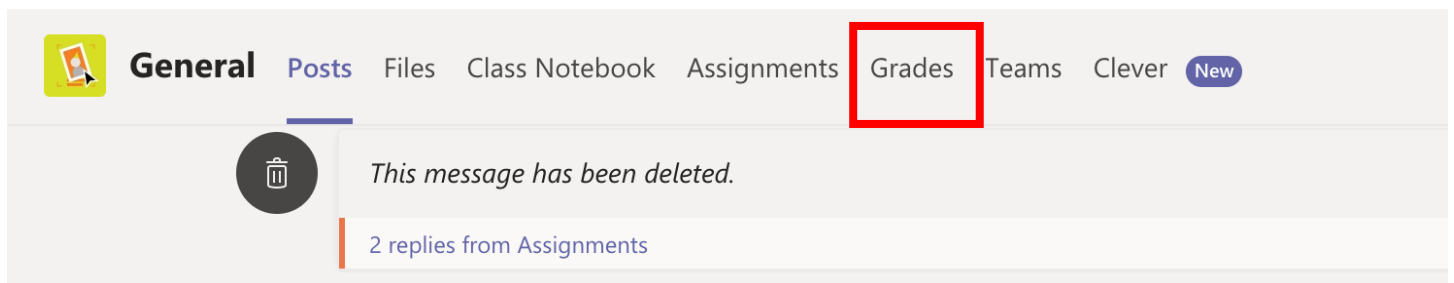 General Posts Files Class Notebook Assignments Grades Teams Clever New
This message has been deleted.
2 replies from Assignments